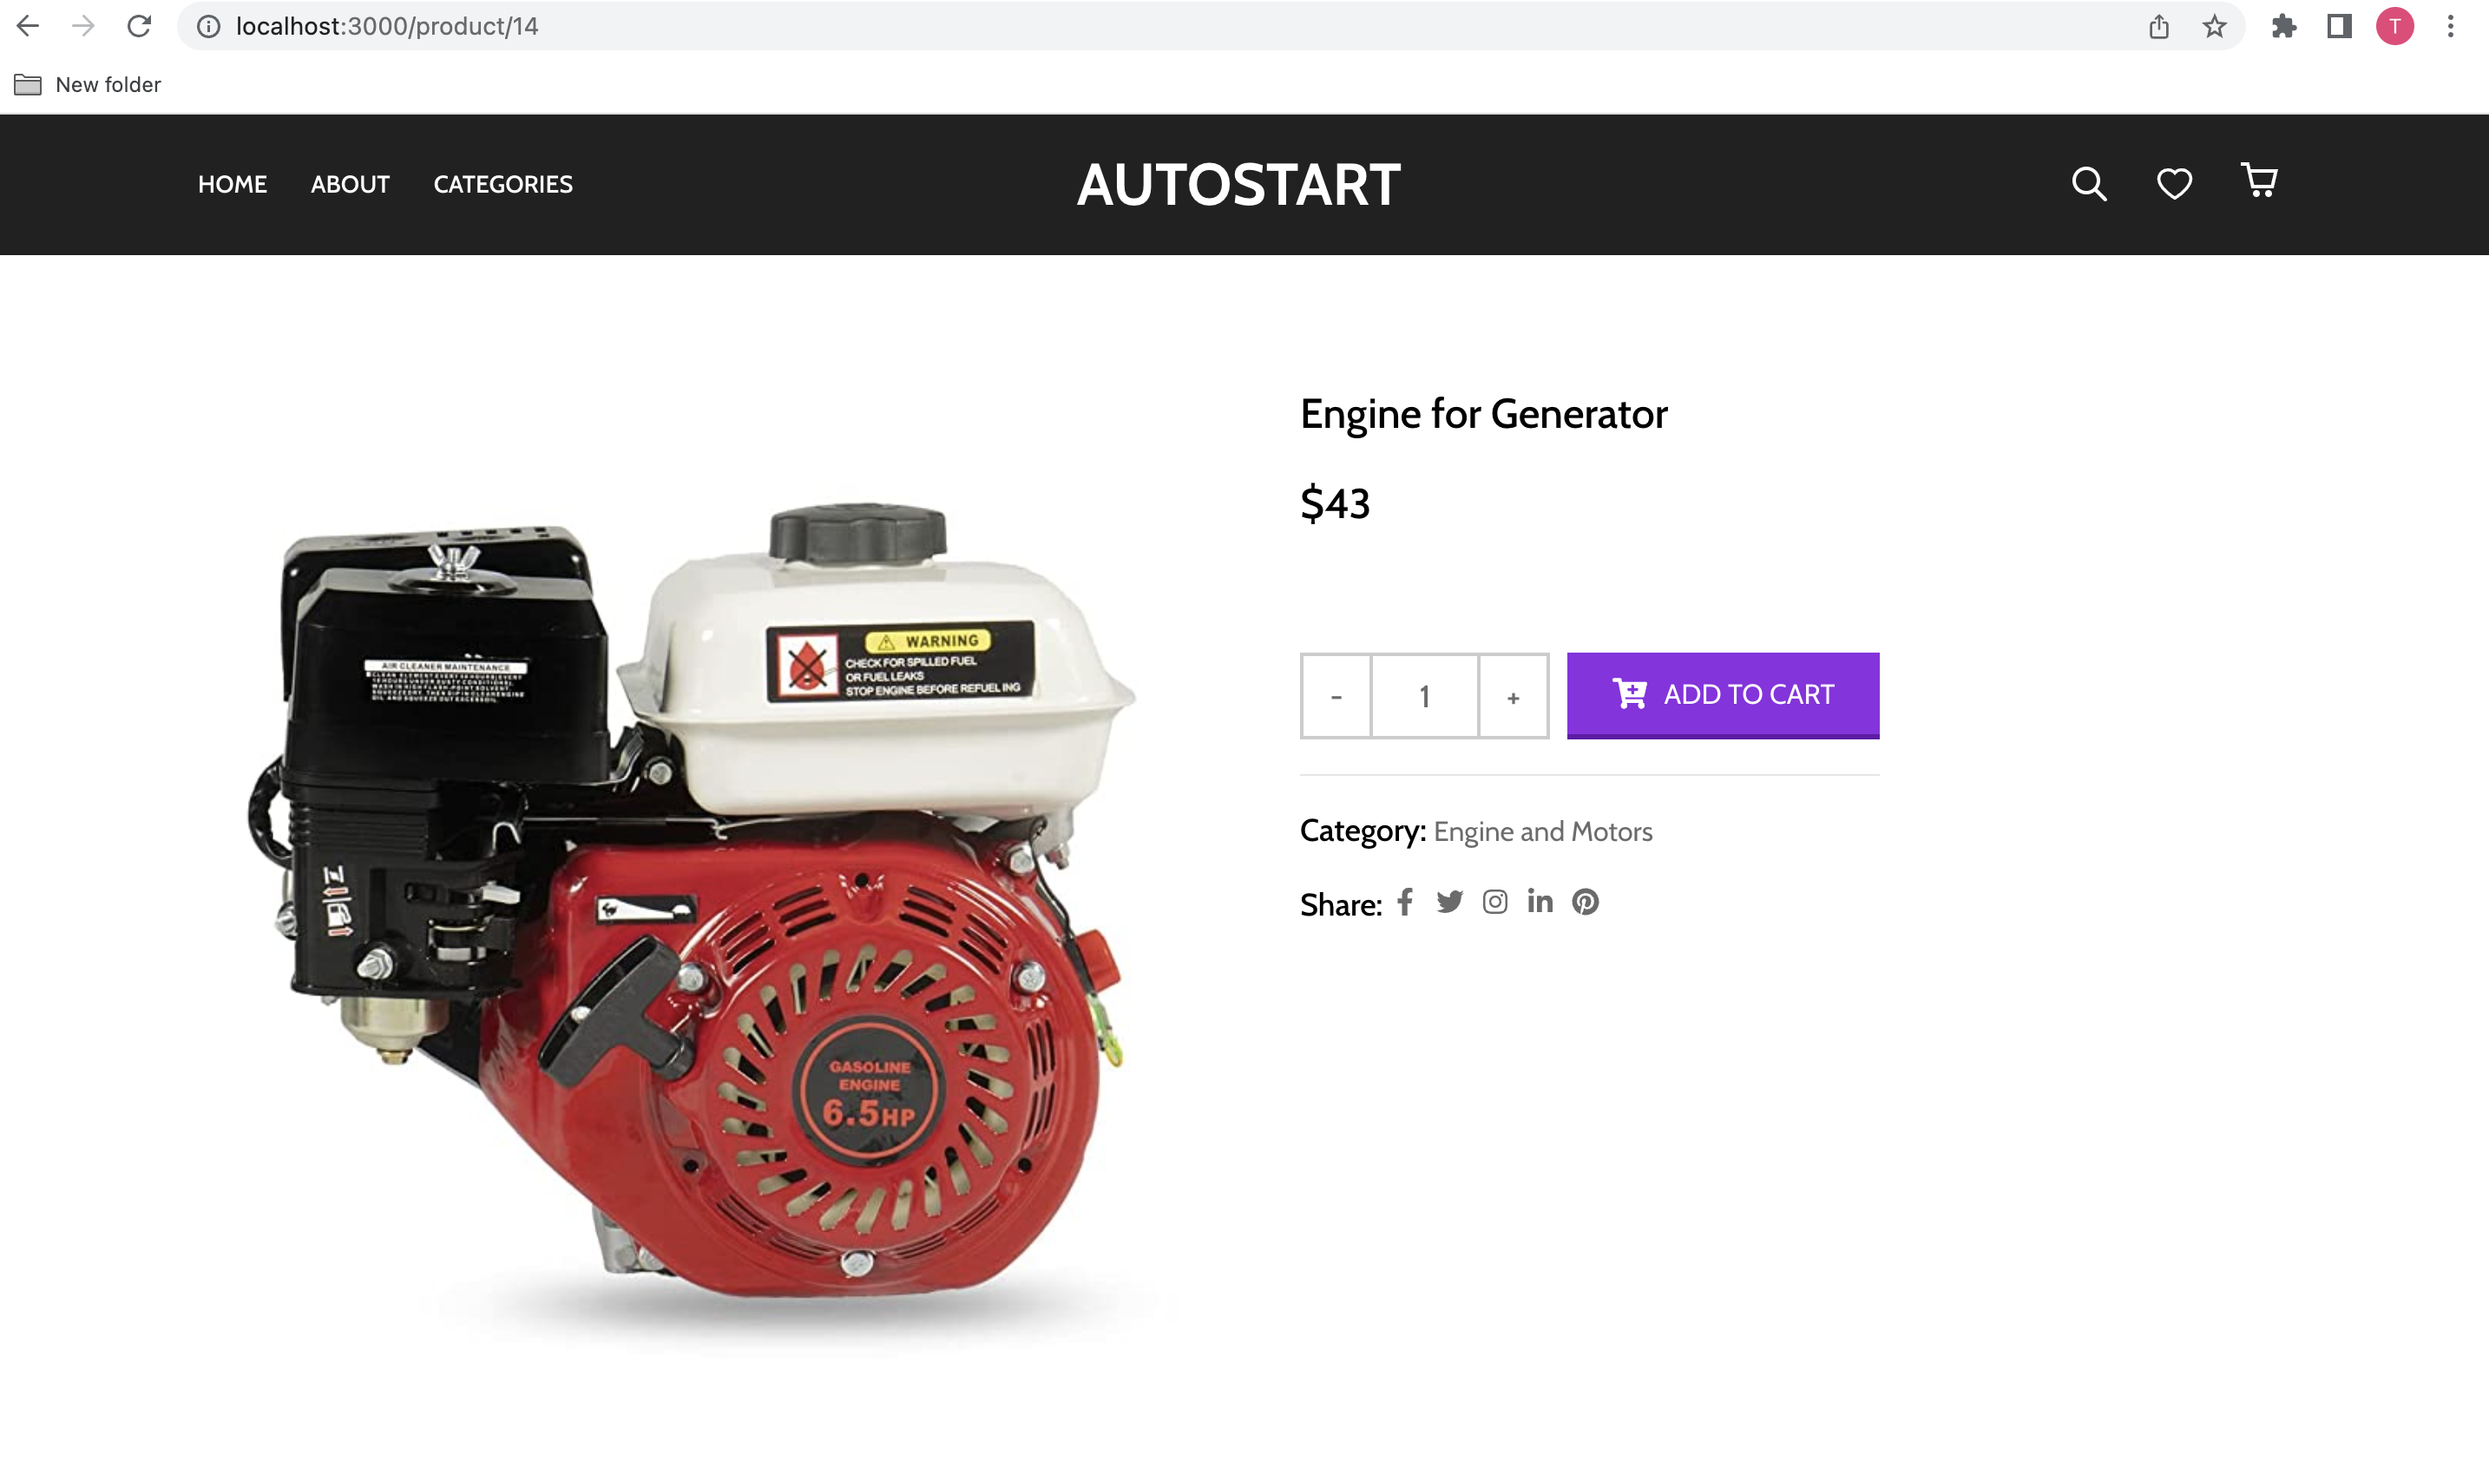 localhost:3000/product/14
T
New folder
HOME ABOUT CATEGORIES
AUTOSTART
Engine for Generator
$43
- 1 +
ADD TO CART
Category: Engine and Motors
Share:
WARNING
CHECK FOR SPILLED FUEL
OR FUEL LEAKS
STOP ENGINE BEFORE REFUEL ING
AIR CLEANER MAINTENANCE
GASOLINE
ENGINE
6.5HP